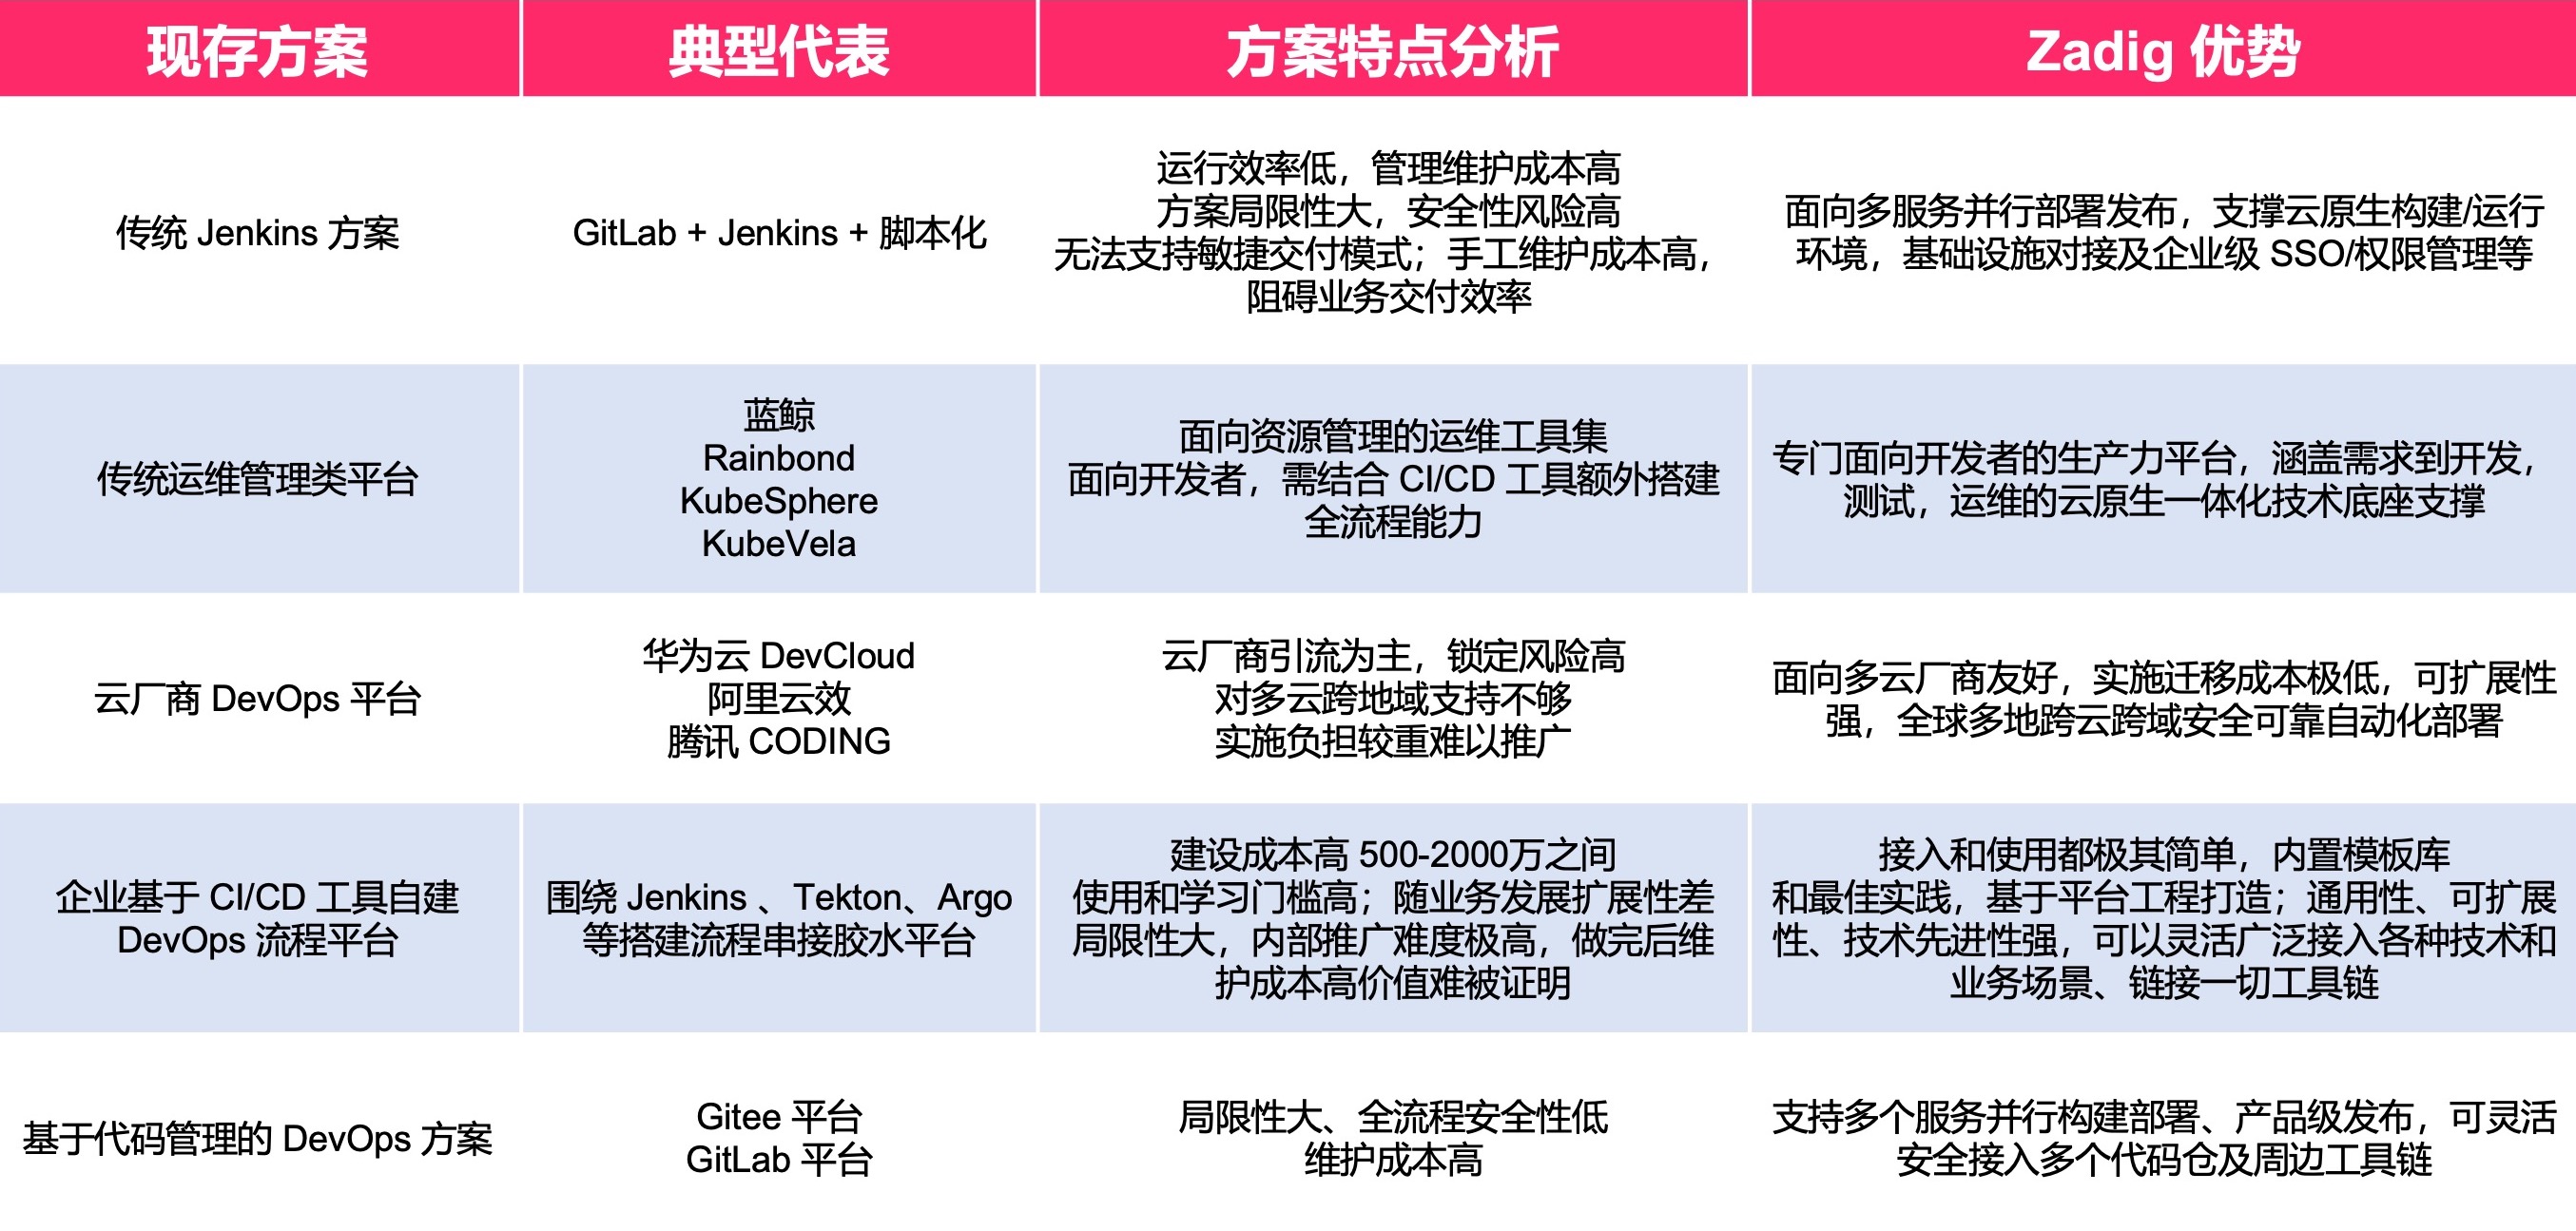 现存方案
典型代表
方案特点分析
Zadig 优势
传统 Jenkins 方案
GitLab + Jenkins + 脚本化
运行效率低，管理维护成本高
方案局限性大，安全性风险高
无法支持敏捷交付模式；手工维护成本高，
阻碍业务交付效率
面向多服务并行部署发布，支撑云原生构建/运行
环境，基础设施对接及企业级 SSO/权限管理等
传统运维管理类平台
蓝鲸
Rainbond
KubeSphere
KubeVela
面向资源管理的运维工具集
面向开发者，需结合 CI/CD 工具额外搭建
全流程能力
专门面向开发者的生产力平台，涵盖需求到开发，
测试，运维的云原生一体化技术底座支撑
云厂商 DevOps 平台
华为云 DevCloud
阿里云效
腾讯 CODING
云厂商引流为主，锁定风险高
对多云跨地域支持不够
实施负担较重难以推广
面向多云厂商友好，实施迁移成本极低，可扩展性
强，全球多地跨云跨域安全可靠自动化部署
企业基于 CI/CD 工具自建
DevOps 流程平台
围绕 Jenkins 、Tekton、Argo
等搭建流程串接胶水平台
建设成本高 500-2000万之间
使用和学习门槛高；随业务发展扩展性差
局限性大，内部推广难度极高，做完后维
护成本高价值难被证明
接入和使用都极其简单，内置模板库
和最佳实践，基于平台工程打造；通用性、可扩展
性、技术先进性强，可以灵活广泛接入各种技术和
业务场景、链接一切工具链
基于代码管理的 DevOps 方案
Gitee 平台
GitLab 平台
局限性大、全流程安全性低
维护成本高
支持多个服务并行构建部署、产品级发布，可灵活
安全接入多个代码仓及周边工具链